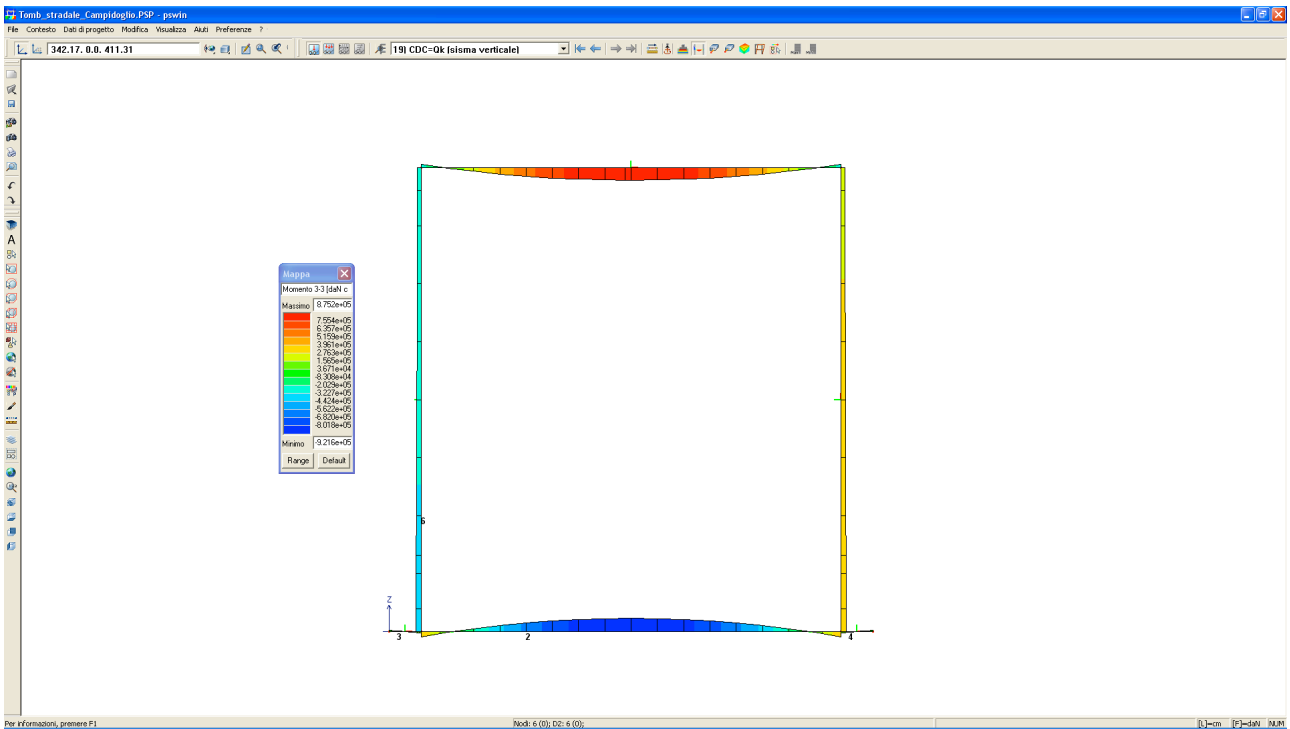 Tomb_stradale_Campidoglio.PSP - pswin
File Contesto Dati di progetto Modifica Visualizza Aiuti Preferenze ?
342.17. 0.0. 411.31
19) CDC=Qk (sisma verticale)
A
Mappa
Momento 3-3 [daN c
Massimo 8.752e+05
7.554e+05
6.357e+05
5.159e+05
3.961e+05
2.763e+05
1.565e+05
3.671e+04
-8.308e+04
-2.029e+05
-3.227e+05
-4.424e+05
-5.622e+05
-6.820e+05
-8.018e+05
Minimo -9.216e+05
Range Default
6
Z
3 2 4
Per informazioni, premere F1 Nodi: 6 (0); D2: 6 (0); [L]=cm [F]=daN NUM